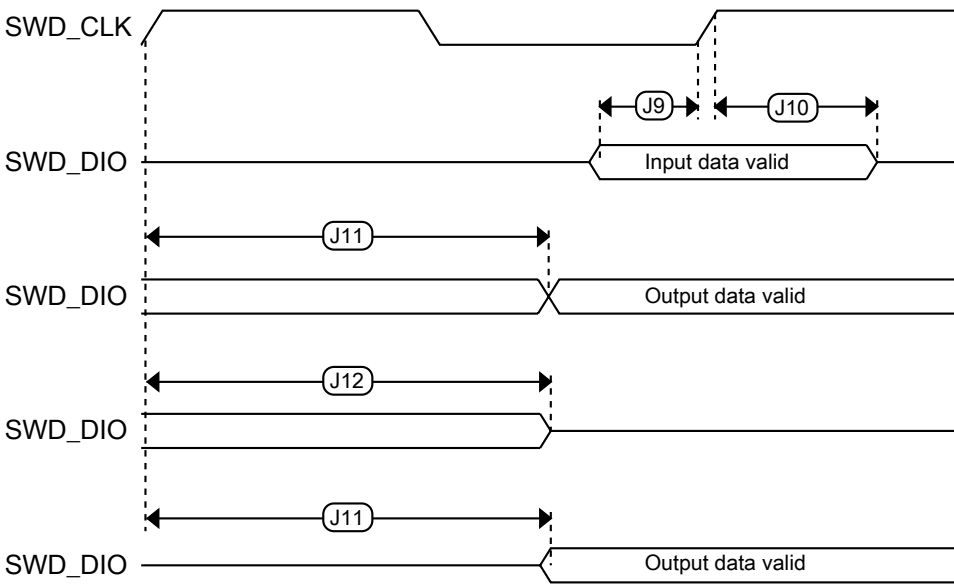 SWD_CLK
J9
J10
SWD_DIO
Input data valid
J11
SWD_DIO
Output data valid
J12
SWD_DIO
J11
SWD_DIO
Output data valid